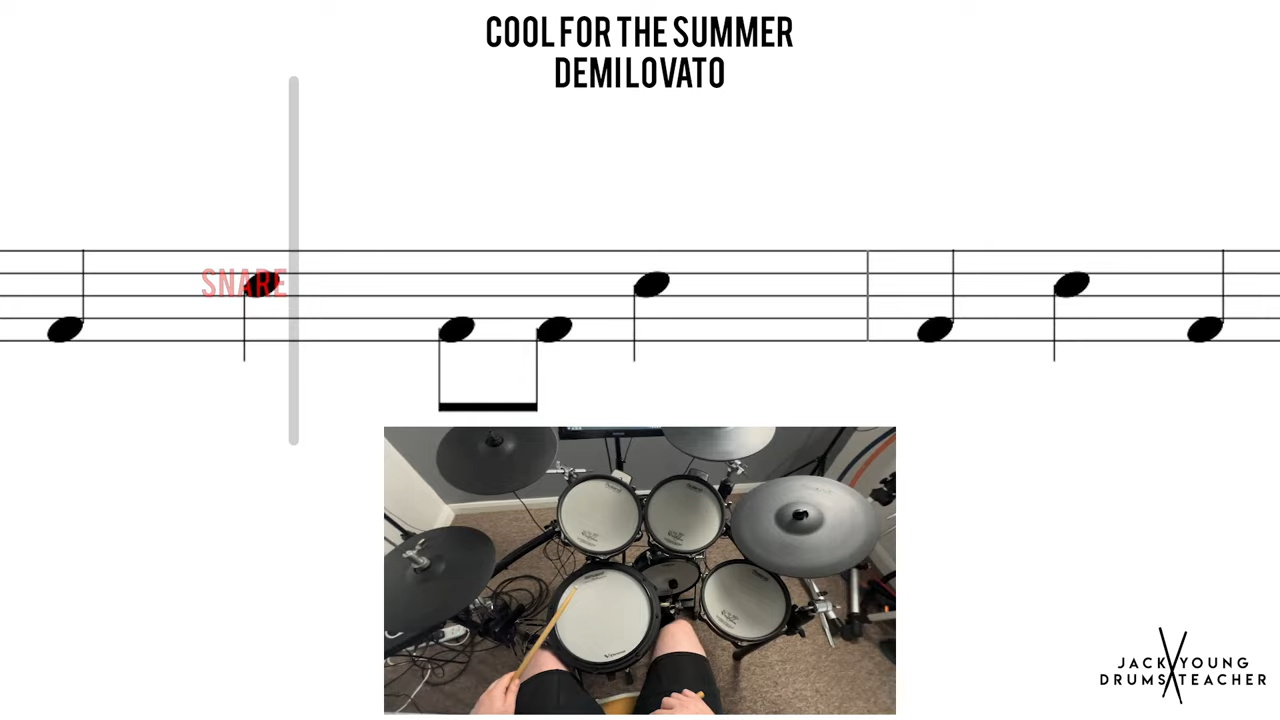 COOL FOR THE SUMMER
DEMI LOVATO
SNARE
JACK YOUNG
DRUMS TEACHER